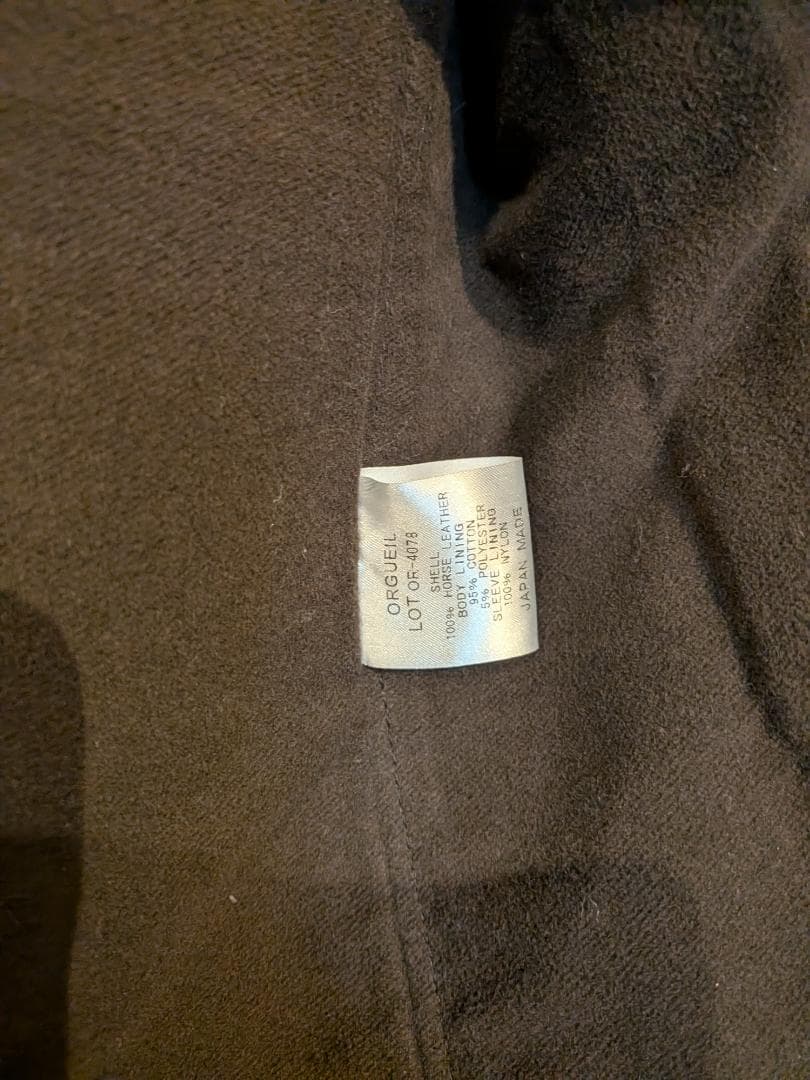 ORGUEIL
LOT OR-4078
SHELL
100% HORSE LEATHER
BODY LINING
95% COTTON
5% POLYESTER
SLEEVE LINING
100% NYLON
JAPAN MADE